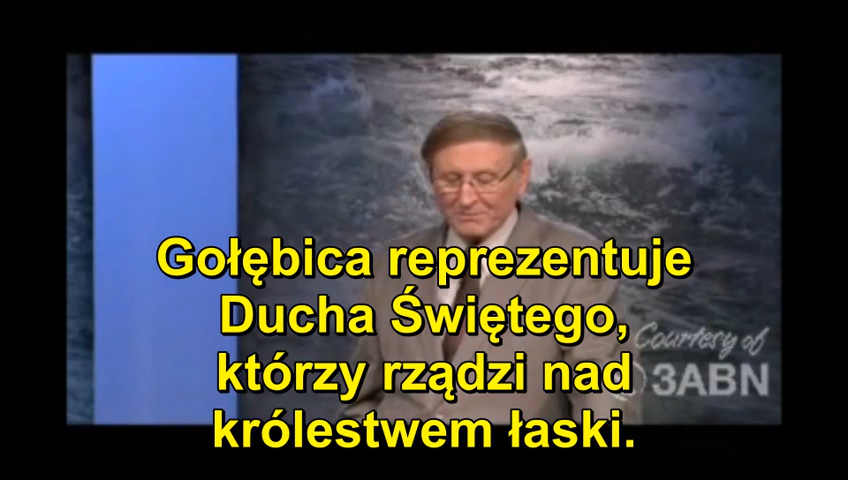 Gołębica reprezentuje
Ducha Świętego,
którzy rządzi nad
królestwem łaski.
Courtesy of
3ABN